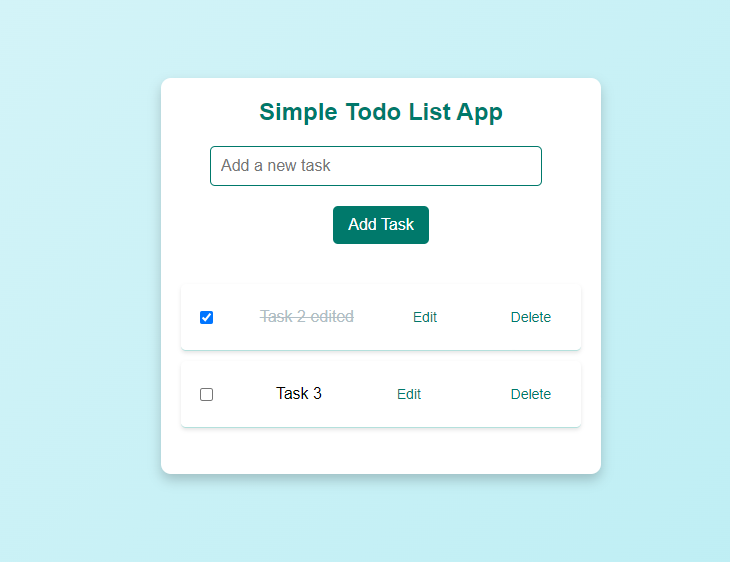 Simple Todo List App
Add a new task
Add Task
Task 2 edited Edit Delete
Task 3 Edit Delete